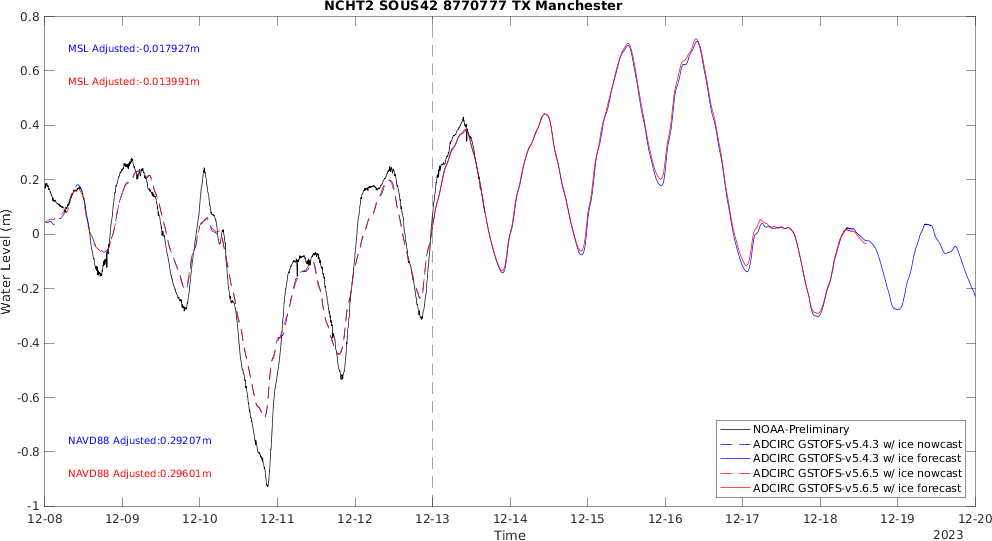 NCHT2 SOUS42 8770777 TX Manchester
0.8
0.6
0.4
0.2
0
-0.2
-0.4
-0.6
-0.8
-1
Water Level (m)
MSL Adjusted:-0.017927m
MSL Adjusted:-0.013991m
NAVD88 Adjusted:0.29207m
NAVD88 Adjusted:0.29601m
NOAA-Preliminary
ADCIRC GSTOFS-v5.4.3 w/ ice nowcast
ADCIRC GSTOFS-v5.4.3 w/ ice forecast
ADCIRC GSTOFS-v5.6.5 w/ ice nowcast
ADCIRC GSTOFS-v5.6.5 w/ ice forecast
12-08 12-09 12-10 12-11 12-12 12-13 12-14 12-15 12-16 12-17 12-18 12-19 12-20
Time
2023